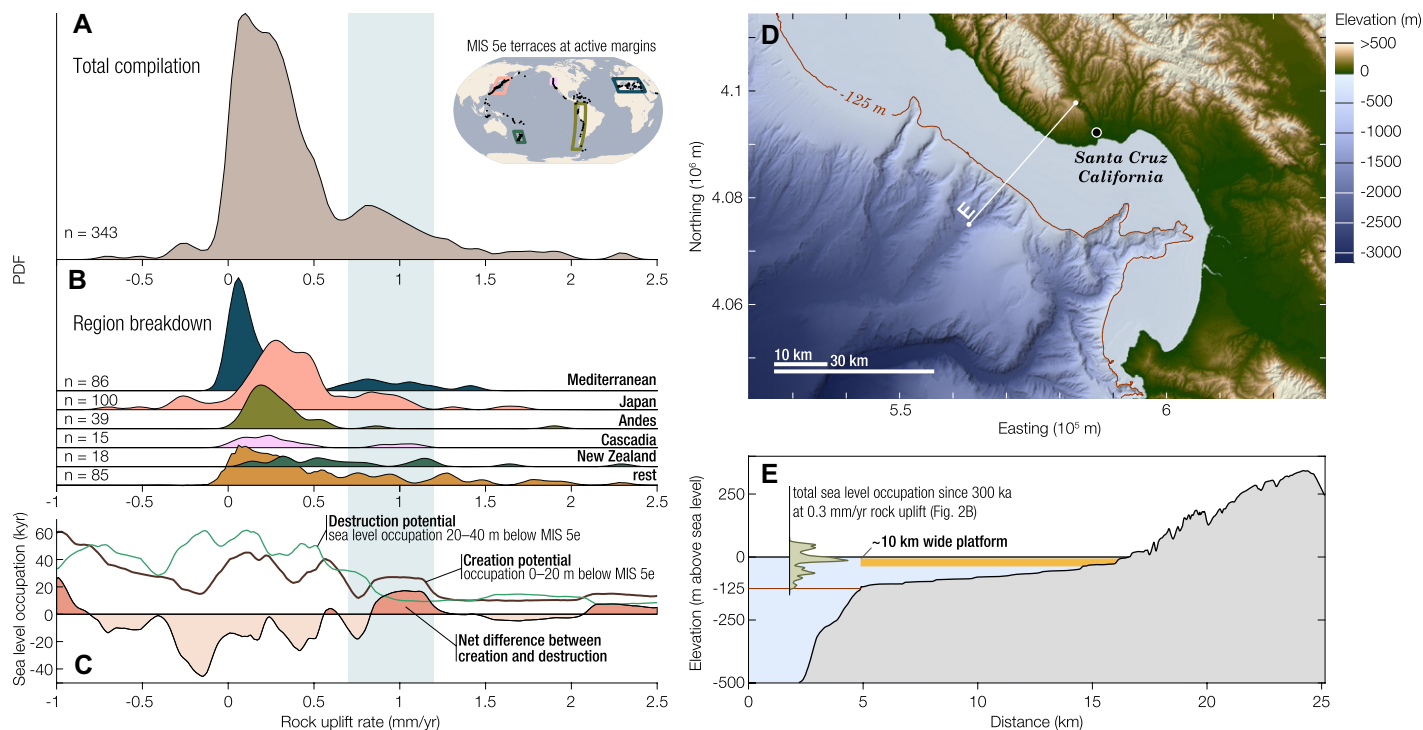 A
Total compilation
MIS 5e terraces at active margins
n = 343
-0.5
0
0.5
1
1.5
2
2.5
PDF
B
Region breakdown
n = 86
Mediterranean
n = 100
Japan
n = 39
Andes
n = 15
Cascadia
n = 18
New Zealand
n = 85
rest
-1
-0.5
0
0.5
1
1.5
2
2.5
60
40
20
0
-20
-40
Sea level occupation (kyr)
Destruction potential
sea level occupation 20–40 m below MIS 5e
Creation potential
occupation 0–20 m below MIS 5e
Net difference between
creation and destruction
C
-1
-0.5
0
0.5
1
1.5
2
2.5
Rock uplift rate (mm/yr)
D
-125 m
Santa Cruz
California
E
10 km
30 km
4.1
4.08
4.06
Northing (10⁶ m)
5.5
6
Easting (10⁵ m)
Elevation (m)
>500
0
-500
-1000
-1500
-2000
-2500
-3000
E
total sea level occupation since 300 ka
at 0.3 mm/yr rock uplift (Fig. 2B)
~10 km wide platform
250
0
-125
-250
-500
Elevation (m above sea level)
0
5
10
15
20
25
Distance (km)